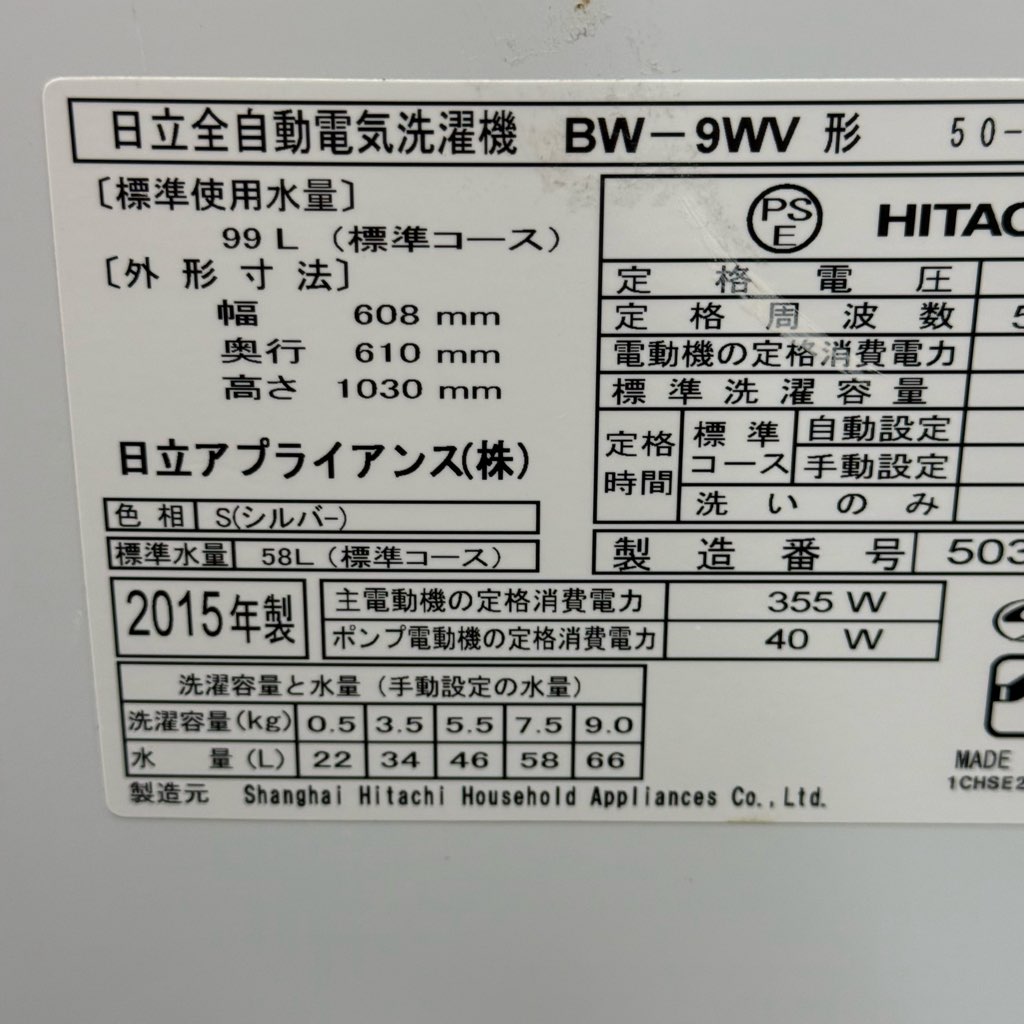 日立全自動電気洗濯機 BW-9WV 形 50-
〔標準使用水量〕
99 L (標準コース)
〔外形寸法〕
幅 608 mm
奥行 610 mm
高さ 1030 mm
日立アプライアンス(株)
色相 S(シルバー)
標準水量 58L (標準コース)
2015年製
PSE HITAC
定格電圧
定格周波数 5
電動機の定格消費電力
標準洗濯容量
定格時間 標準コース 自動設定
手動設定
洗いのみ
製造番号 503
主電動機の定格消費電力 355 W
ポンプ電動機の定格消費電力 40 W
洗濯容量と水量 (手動設定の水量)
洗濯容量(kg) 0.5 3.5 5.5 7.5 9.0
水量(L) 22 34 46 58 66
製造元 Shanghai Hitachi Household Appliances Co.,Ltd.
MADE
1CHSE2